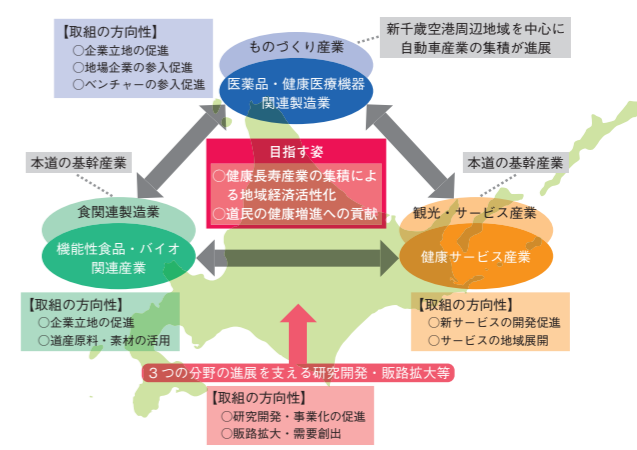 【取組の方向性】
○企業立地の促進
○地場企業の参入促進
○ベンチャーの参入促進
ものづくり産業
医薬品・健康医療機器
関連製造業
新千歳空港周辺地域を中心に
自動車産業の集積が進展
本道の基幹産業
目指す姿
○健康長寿産業の集積によ
る地域経済活性化
○道民の健康増進への貢献
本道の基幹産業
食関連製造業
機能性食品・バイオ
関連産業
観光・サービス産業
健康サービス産業
【取組の方向性】
○企業立地の促進
○道産原料・素材の活用
【取組の方向性】
○新サービスの開発促進
○サービスの地域展開
3つの分野の進展を支える研究開発・販路拡大等
【取組の方向性】
○研究開発・事業化の促進
○販路拡大・需要創出